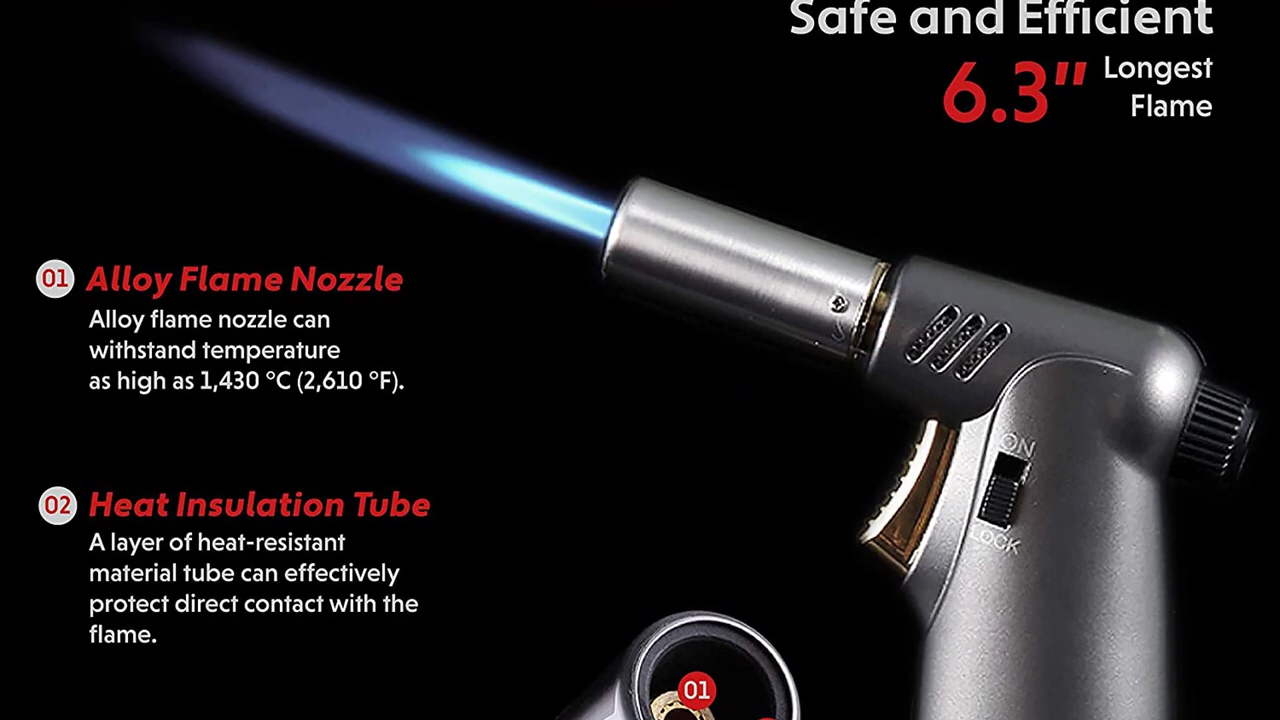 Safe and Efficient
6.3" Longest
Flame
01 Alloy Flame Nozzle
Alloy flame nozzle can
withstand temperature
as high as 1,430 °C (2,610 °F).
ON
LOCK
02 Heat Insulation Tube
A layer of heat-resistant
material tube can effectively
protect direct contact with the
flame.
01